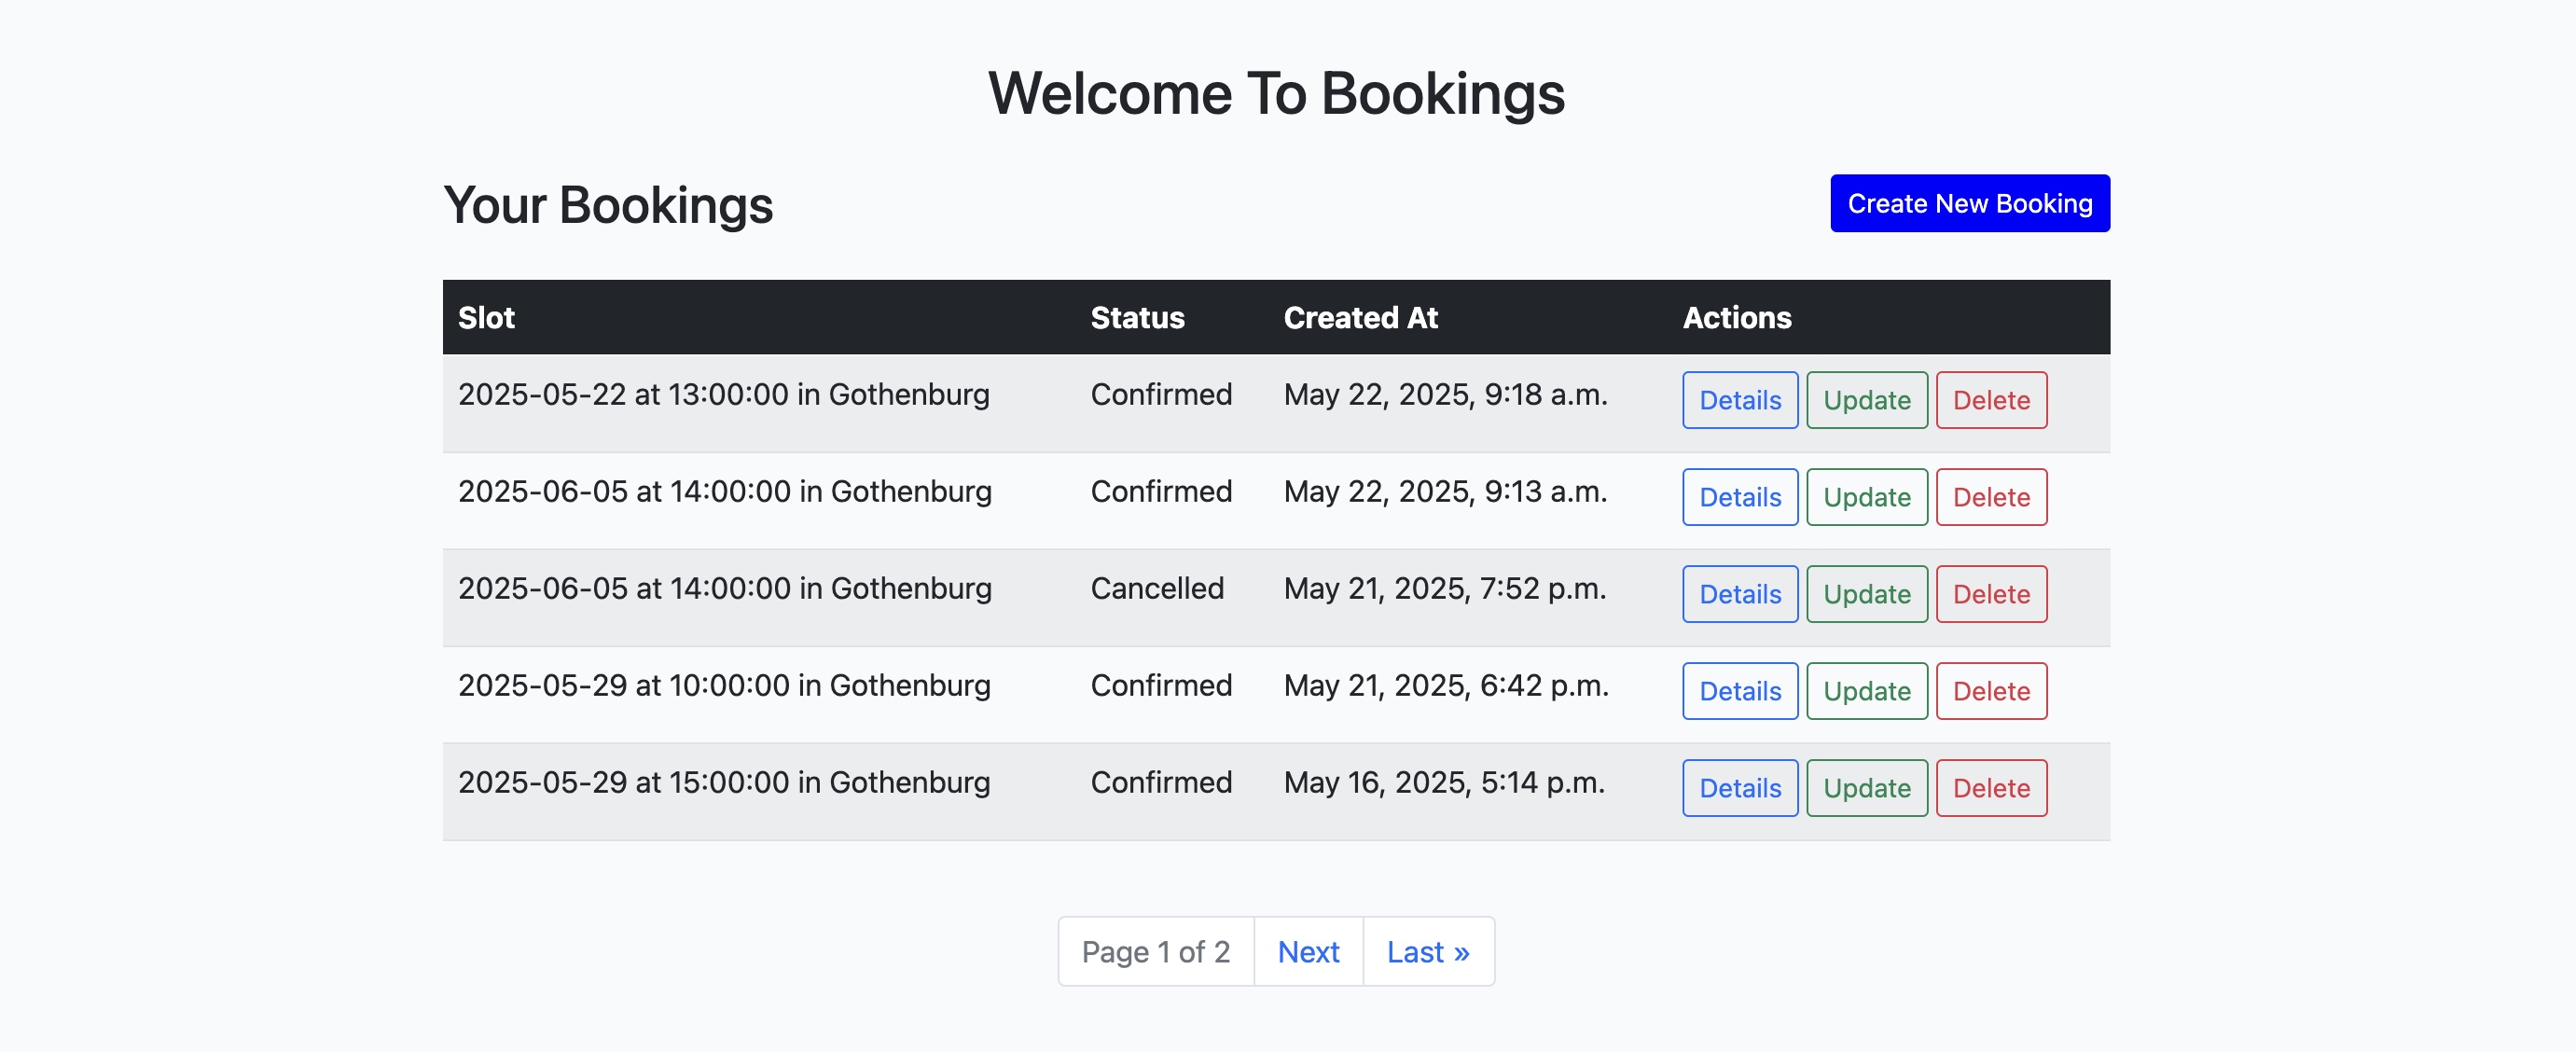 Welcome To Bookings
Your Bookings
Create New Booking
Slot Status Created At Actions
2025-05-22 at 13:00:00 in Gothenburg Confirmed May 22, 2025, 9:18 a.m. Details Update Delete
2025-06-05 at 14:00:00 in Gothenburg Confirmed May 22, 2025, 9:13 a.m. Details Update Delete
2025-06-05 at 14:00:00 in Gothenburg Cancelled May 21, 2025, 7:52 p.m. Details Update Delete
2025-05-29 at 10:00:00 in Gothenburg Confirmed May 21, 2025, 6:42 p.m. Details Update Delete
2025-05-29 at 15:00:00 in Gothenburg Confirmed May 16, 2025, 5:14 p.m. Details Update Delete
Page 1 of 2 Next Last »